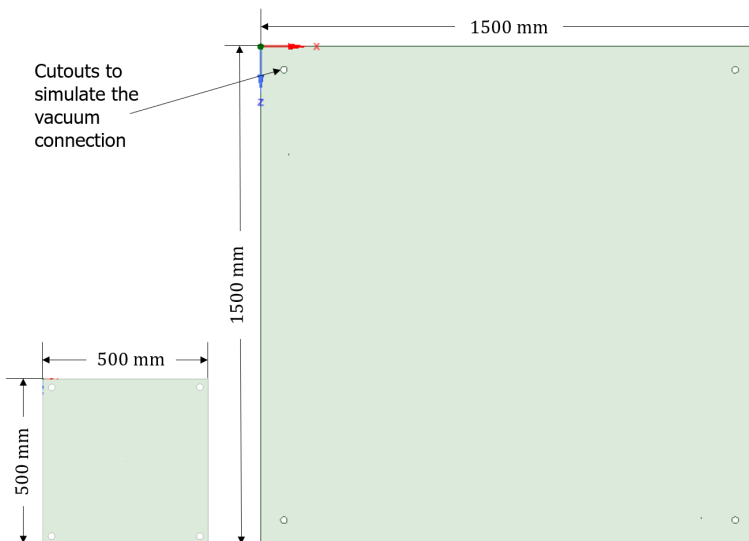 1500 mm
X
Cutouts to
simulate the
vacuum
connection
Z
1500 mm
500 mm
500 mm